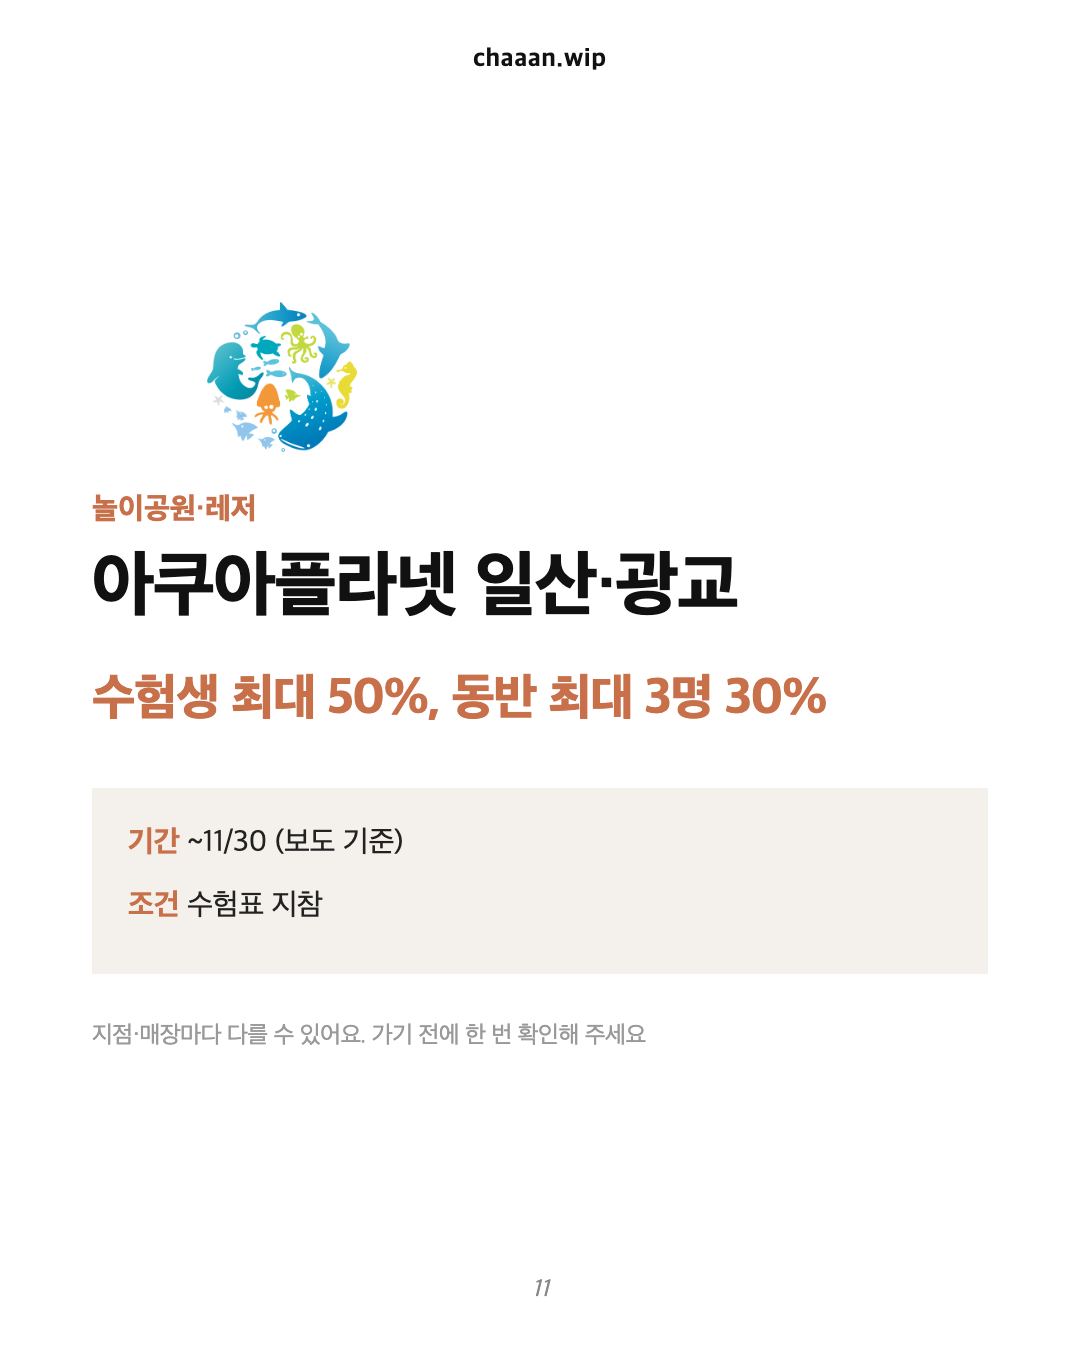 chaaan.wip
놀이공원·레저
아쿠아플라넷 일산·광교
수험생 최대 50%, 동반 최대 3명 30%
기간 ~11/30 (보도 기준)
조건 수험표 지참
지점·매장마다 다를 수 있어요. 가기 전에 한 번 확인해 주세요
11